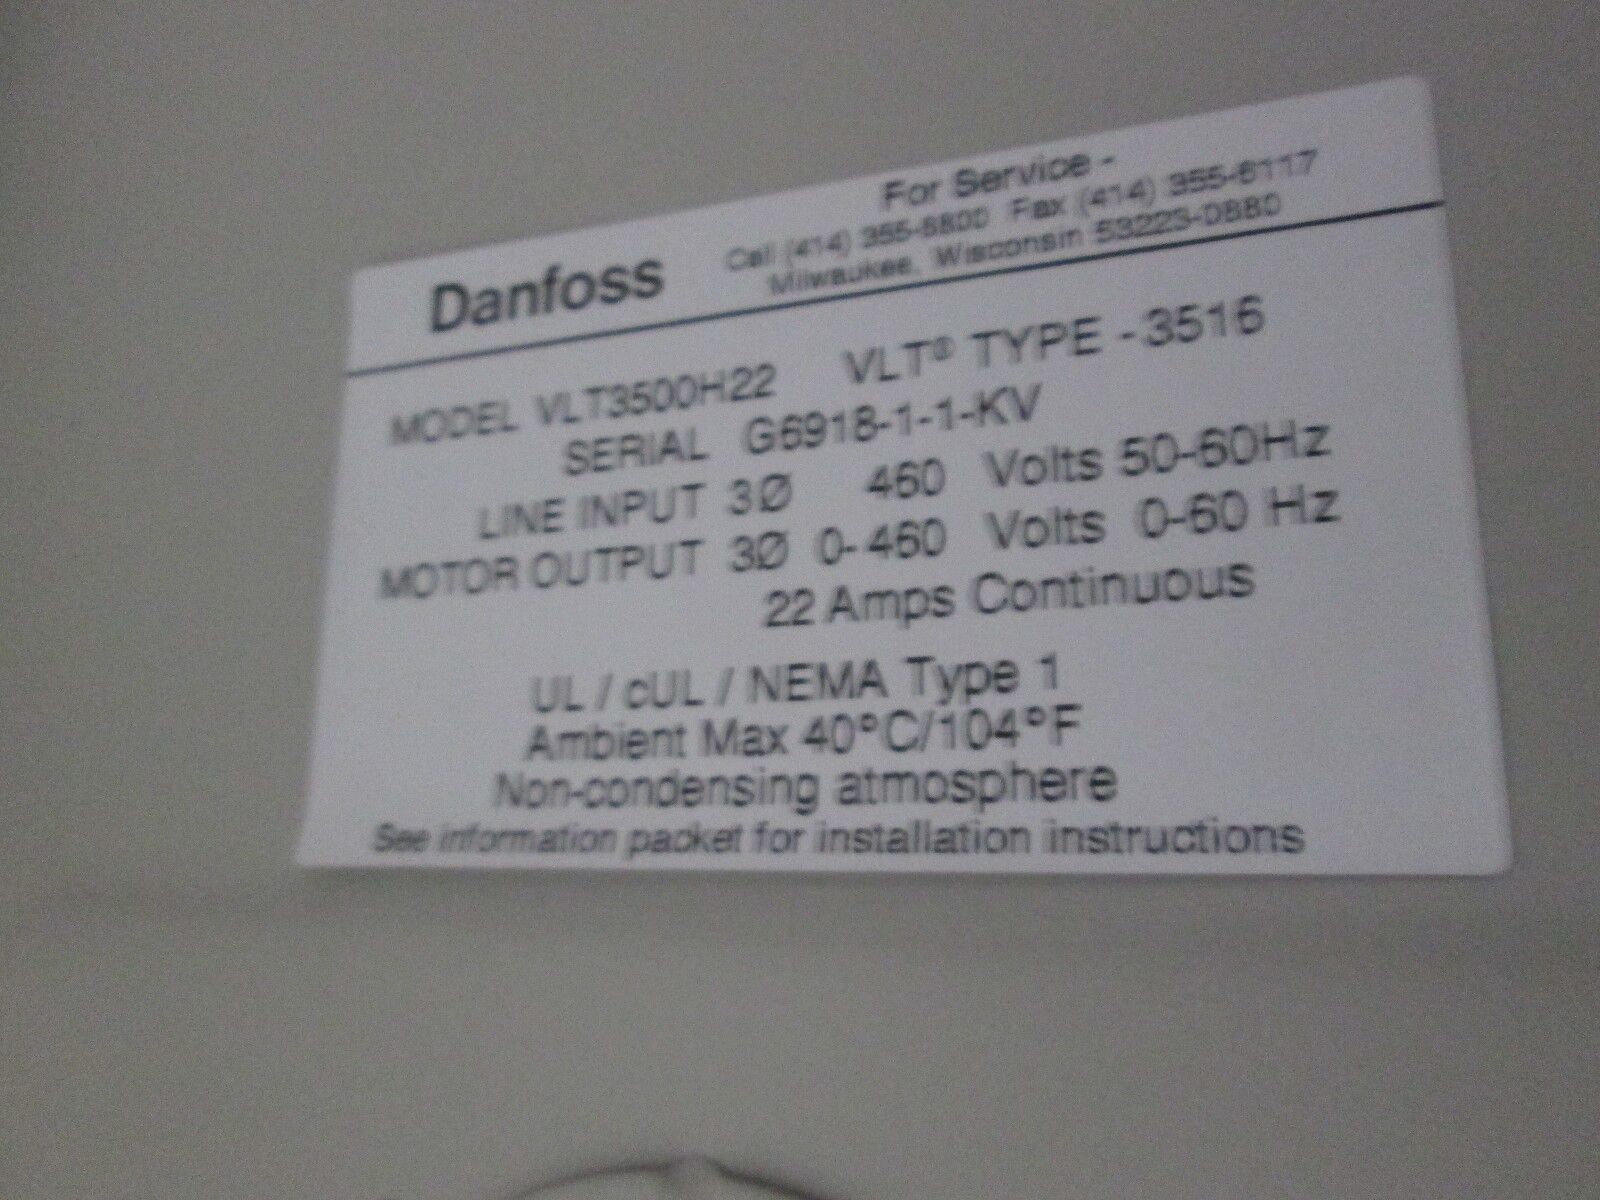 For Service -
Call (414) 355-8800 Fax (414) 355-6117
Milwaukee, Wisconsin 53223-0880
Danfoss
MODEL VLT3500H22 VLT® TYPE -3516
SERIAL G6918-1-1-KV
LINE INPUT 3Ø 460 Volts 50-60Hz
MOTOR OUTPUT 3Ø 0-460 Volts 0-60 Hz
22 Amps Continuous
UL / cUL / NEMA Type 1
Ambient Max 40°C/104°F
Non-condensing atmosphere
See information packet for installation instructions